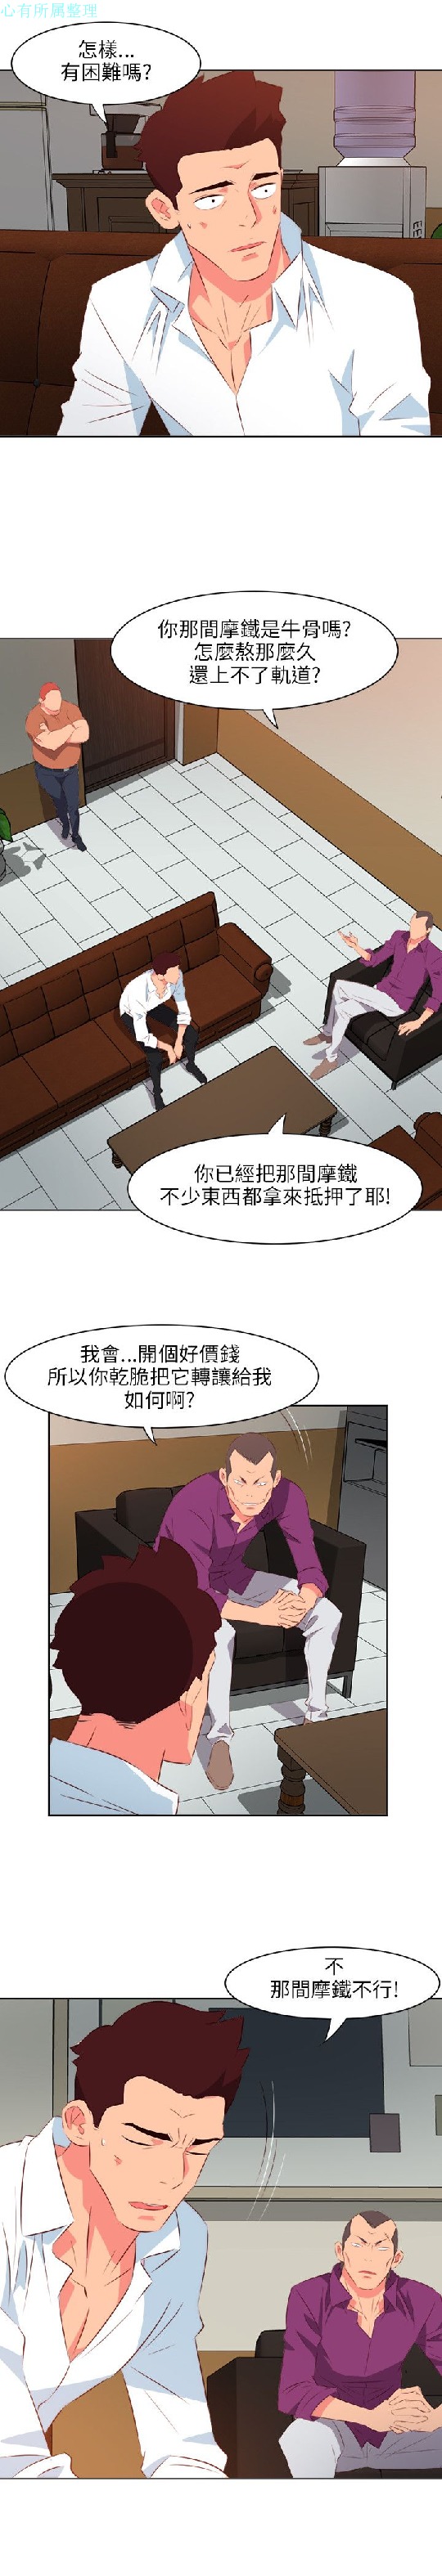 心有所属整理
怎樣...
有困難嗎?
你那間摩鐵是牛骨嗎?
怎麼熬那麼久
還上不了軌道?
你已經把那間摩鐵
不少東西都拿來抵押了耶!
我會...開個好價錢
所以你乾脆把它轉讓給我
如何啊?
不
那間摩鐵不行!